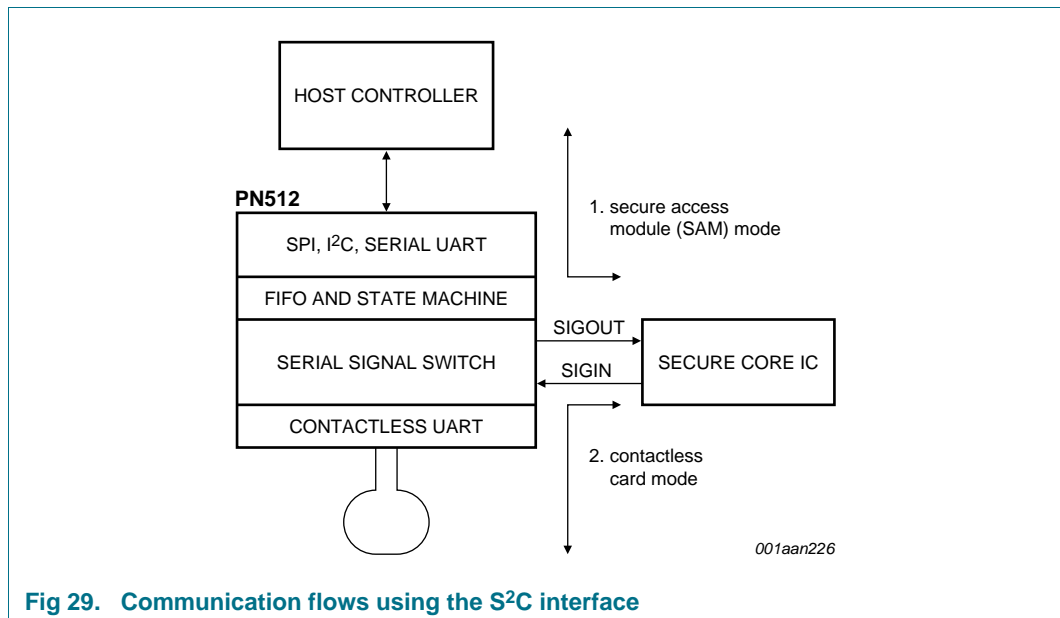 HOST CONTROLLER
PN512
SPI, I²C, SERIAL UART
FIFO AND STATE MACHINE
SERIAL SIGNAL SWITCH
CONTACTLESS UART
SIGOUT
SIGIN
SECURE CORE IC
1. secure access
module (SAM) mode
2. contactless
card mode
001aan226
Fig 29. Communication flows using the S²C interface